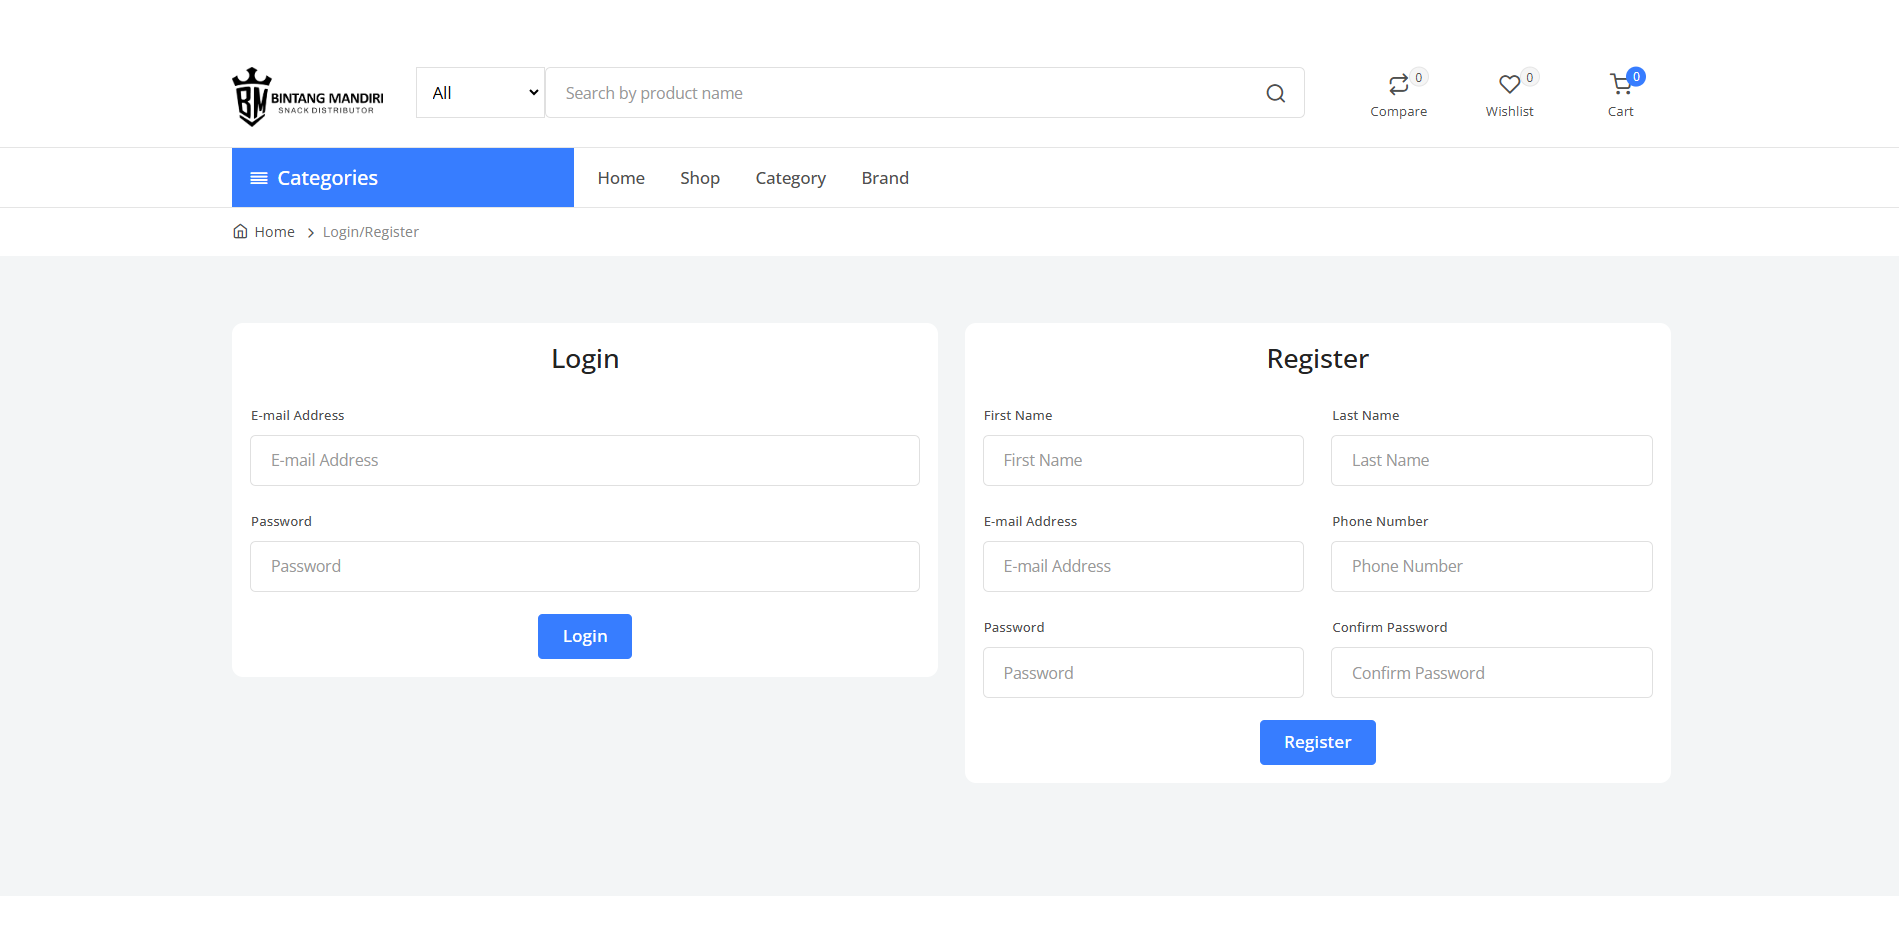 BM BINTANG MANDIRI
SNACK DISTRIBUTOR
All
Search by product name
0
Compare
0
Wishlist
0
Cart
Categories
Home
Shop
Category
Brand
Home > Login/Register
Login
E-mail Address
E-mail Address
Password
Password
Login
Register
First Name
Last Name
First Name
Last Name
E-mail Address
Phone Number
E-mail Address
Phone Number
Password
Confirm Password
Password
Confirm Password
Register